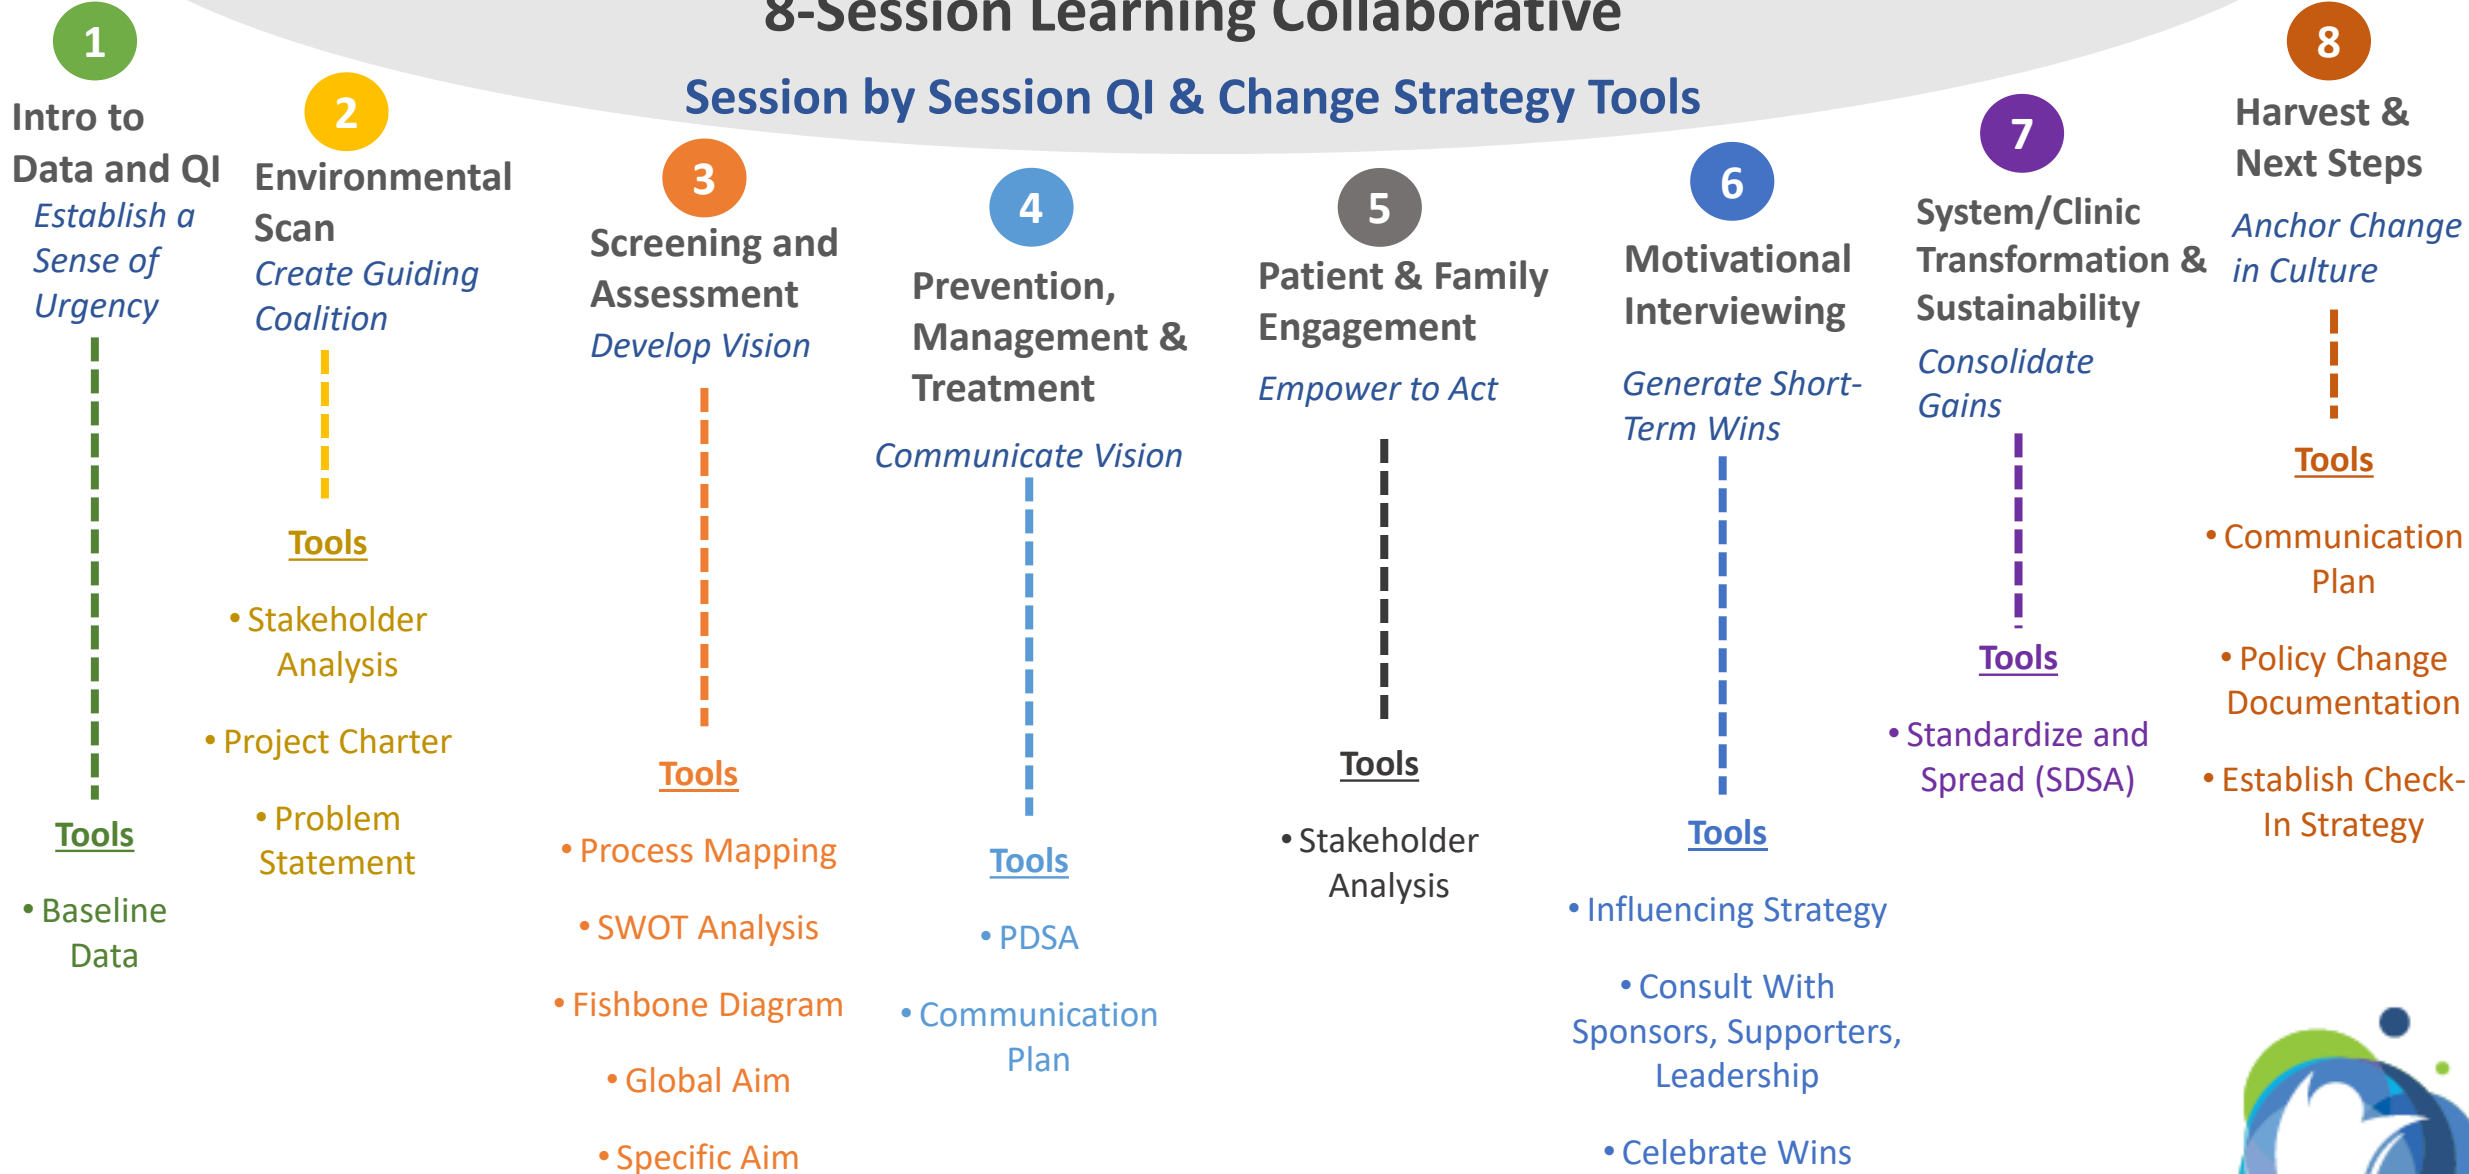 8-Session Learning Collaborative
Session by Session QI & Change Strategy Tools
1
Intro to
Data and QI
Establish a
Sense of
Urgency
Tools
• Baseline
Data
2
Environmental
Scan
Create Guiding
Coalition
Tools
• Stakeholder
Analysis
• Project Charter
• Problem
Statement
3
Screening and
Assessment
Develop Vision
Tools
• Process Mapping
• SWOT Analysis
• Fishbone Diagram
• Global Aim
• Specific Aim
4
Prevention,
Management &
Treatment
Communicate Vision
Tools
• PDSA
• Communication
Plan
5
Patient & Family
Engagement
Empower to Act
Tools
• Stakeholder
Analysis
6
Motivational
Interviewing
Generate Short-
Term Wins
Tools
• Influencing Strategy
• Consult With
Sponsors, Supporters,
Leadership
• Celebrate Wins
7
System/Clinic
Transformation &
Sustainability
Consolidate
Gains
Tools
• Standardize and
Spread (SDSA)
8
Harvest &
Next Steps
Anchor Change
in Culture
Tools
• Communication
Plan
• Policy Change
Documentation
• Establish Check-
In Strategy